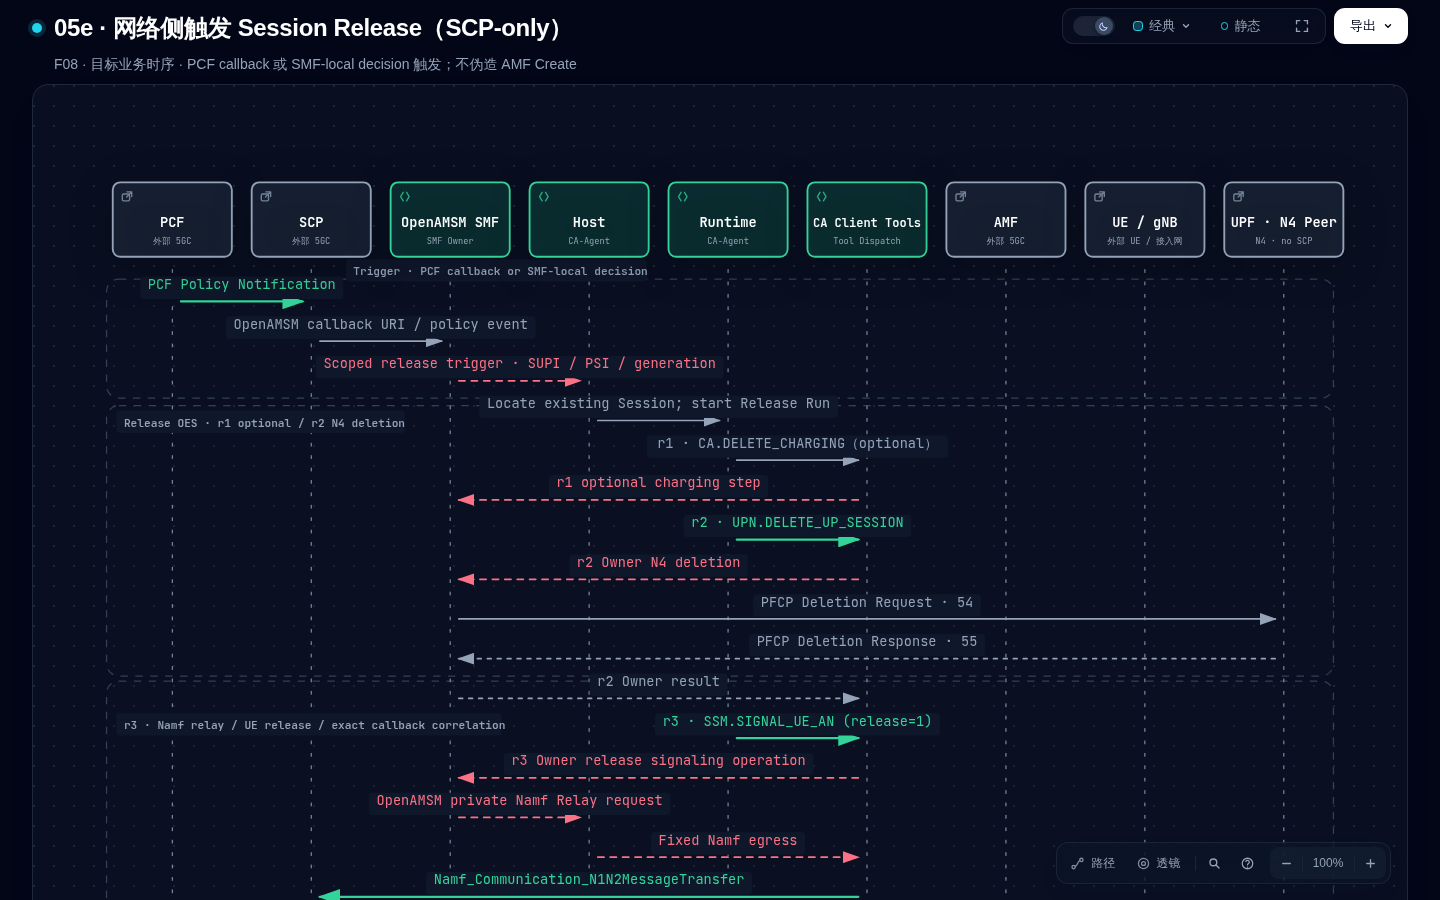 05e · 网络侧触发 Session Release（SCP-only）
F08 · 目标业务时序 · PCF callback 或 SMF-local decision 触发；不伪造 AMF Create
经典
静态
导出
PCF
外部 5GC
SCP
外部 5GC
OpenAMSM SMF
SMF Owner
Host
CA-Agent
Runtime
CA-Agent
CA Client Tools
Tool Dispatch
AMF
外部 5GC
UE / gNB
外部 UE / 接入网
UPF · N4 Peer
N4 · no SCP
Trigger · PCF callback or SMF-local decision
PCF Policy Notification
OpenAMSM callback URI / policy event
Scoped release trigger · SUPI / PSI / generation
Locate existing Session; start Release Run
Release OES · r1 optional / r2 N4 deletion
r1 · CA.DELETE_CHARGING（optional）
r1 optional charging step
r2 · UPN.DELETE_UP_SESSION
r2 Owner N4 deletion
PFCP Deletion Request · 54
PFCP Deletion Response · 55
r2 Owner result
r3 · Namf relay / UE release / exact callback correlation
r3 · SSM.SIGNAL_UE_AN (release=1)
r3 Owner release signaling operation
OpenAMSM private Namf Relay request
Fixed Namf egress
Namf_Communication_N1N2MessageTransfer
路径
透镜
100%